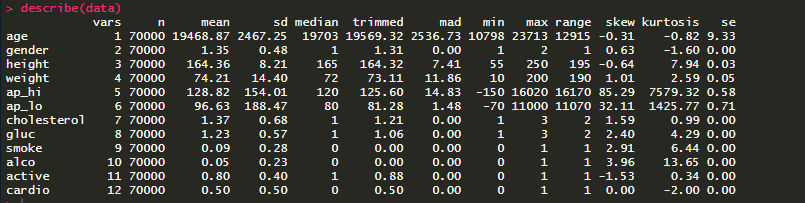 > describe(data)
vars n mean sd median trimmed mad min max range skew kurtosis se
age 1 70000 19468.87 2467.25 19703 19569.32 2536.73 10798 23713 12915 -0.31 -0.82 9.33
gender 2 70000 1.35 0.48 1 1.31 0.00 1 2 1 0.63 -1.60 0.00
height 3 70000 164.36 8.21 165 164.32 7.41 55 250 195 -0.64 7.94 0.03
weight 4 70000 74.21 14.40 72 73.11 11.86 10 200 190 1.01 2.59 0.05
ap_hi 5 70000 128.82 154.01 120 125.60 14.83 -150 16020 16170 85.29 7579.32 0.58
ap_lo 6 70000 96.63 188.47 80 81.28 1.48 -70 11000 11070 32.11 1425.77 0.71
cholesterol 7 70000 1.37 0.68 1 1.21 0.00 1 3 2 1.59 0.99 0.00
gluc 8 70000 1.23 0.57 1 1.06 0.00 1 3 2 2.40 4.29 0.00
smoke 9 70000 0.09 0.28 0 0.00 0.00 0 1 1 2.91 6.44 0.00
alco 10 70000 0.05 0.23 0 0.00 0.00 0 1 1 3.96 13.65 0.00
active 11 70000 0.80 0.40 1 0.88 0.00 0 1 1 -1.53 0.34 0.00
cardio 12 70000 0.50 0.50 0 0.50 0.00 0 1 1 0.00 -2.00 0.00